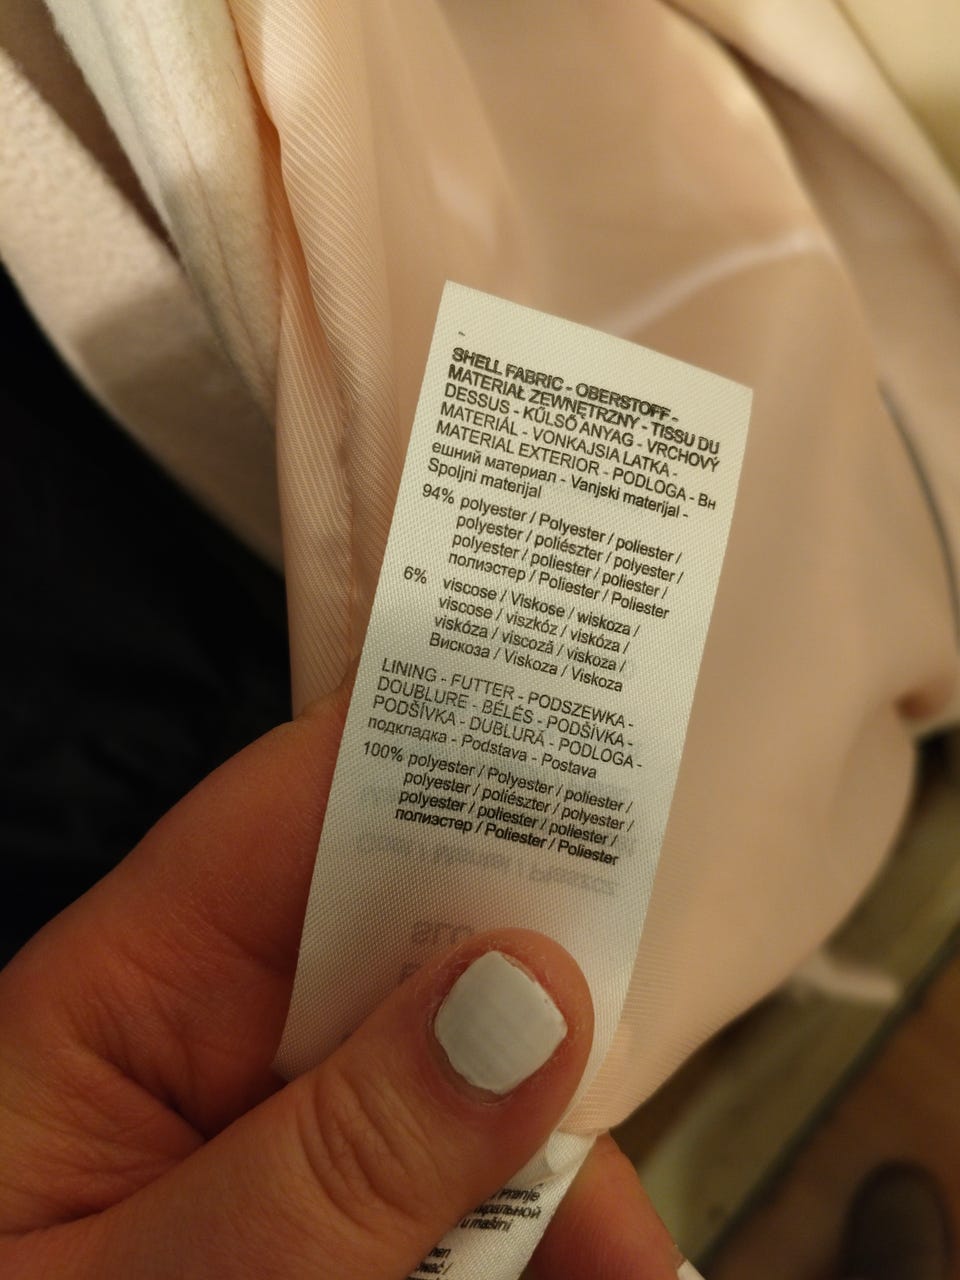 SHELL FABRIC - OBERSTOFF -
MATERIAŁ ZEWNĘTRZNY - TISSU DU
DESSUS - KÜLSŐ ANYAG - VRCHOVÝ
MATERIÁL - VONKAJSIA LATKA -
MATERIAL EXTERIOR - PODLOGA - Вн
ешний материал - Vanjski materijal -
Spoljni materijal
94% polyester / Polyester / poliester /
polyester / poliészter / polyester /
polyester / poliester / poliester /
полиэстер / Poliester / Poliester
6% viscose / Viskose / wiskoza /
viscose / viszkóz / viskóza /
viskóza / viscoză / viskoza /
Вискоза / Viskoza / Viskoza
LINING - FUTTER - PODSZEWKA -
DOUBLURE - BÉLÉS - PODŠÍVKA -
PODŠÍVKA - DUBLURĂ - PODLOGA -
подкладка - Podstava - Postava
100% polyester / Polyester / poliester /
polyester / poliészter / polyester /
polyester / poliester / poliester /
полиэстер / Poliester / Poliester
/ Pranje
u mašini